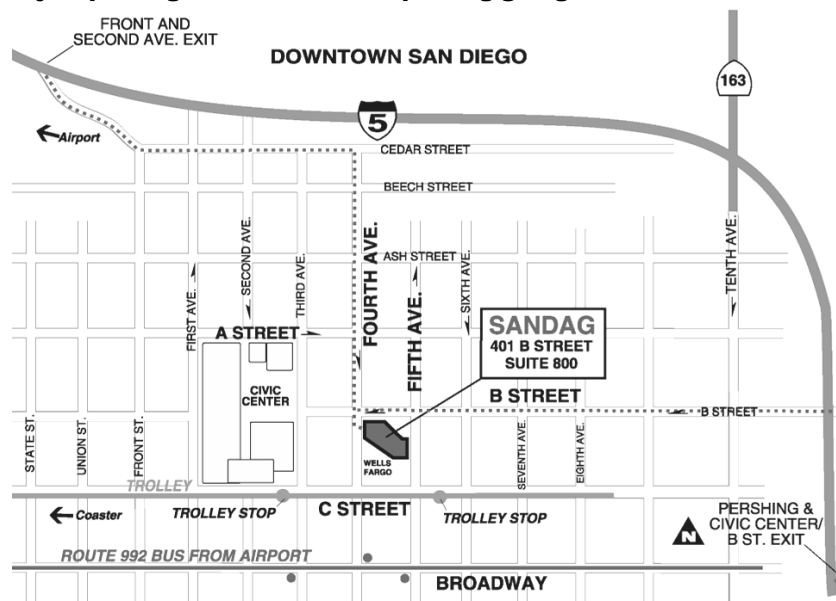 FRONT AND
SECOND AVE. EXIT
DOWNTOWN SAN DIEGO
163
5
Airport
CEDAR STREET
BEECH STREET
ASH STREET
FIRST AVE.
SECOND AVE.
THIRD AVE.
FOURTH AVE.
FIFTH AVE.
SIXTH AVE.
TENTH AVE.
A STREET
SANDAG
401 B STREET
SUITE 800
CIVIC
CENTER
B STREET
B STREET
STATE ST.
UNION ST.
FRONT ST.
WELLS
FARGO
SEVENTH AVE.
EIGHTH AVE.
TROLLEY
Coaster
TROLLEY STOP
C STREET
TROLLEY STOP
PERSHING &
CIVIC CENTER/
B ST. EXIT
N
ROUTE 992 BUS FROM AIRPORT
BROADWAY